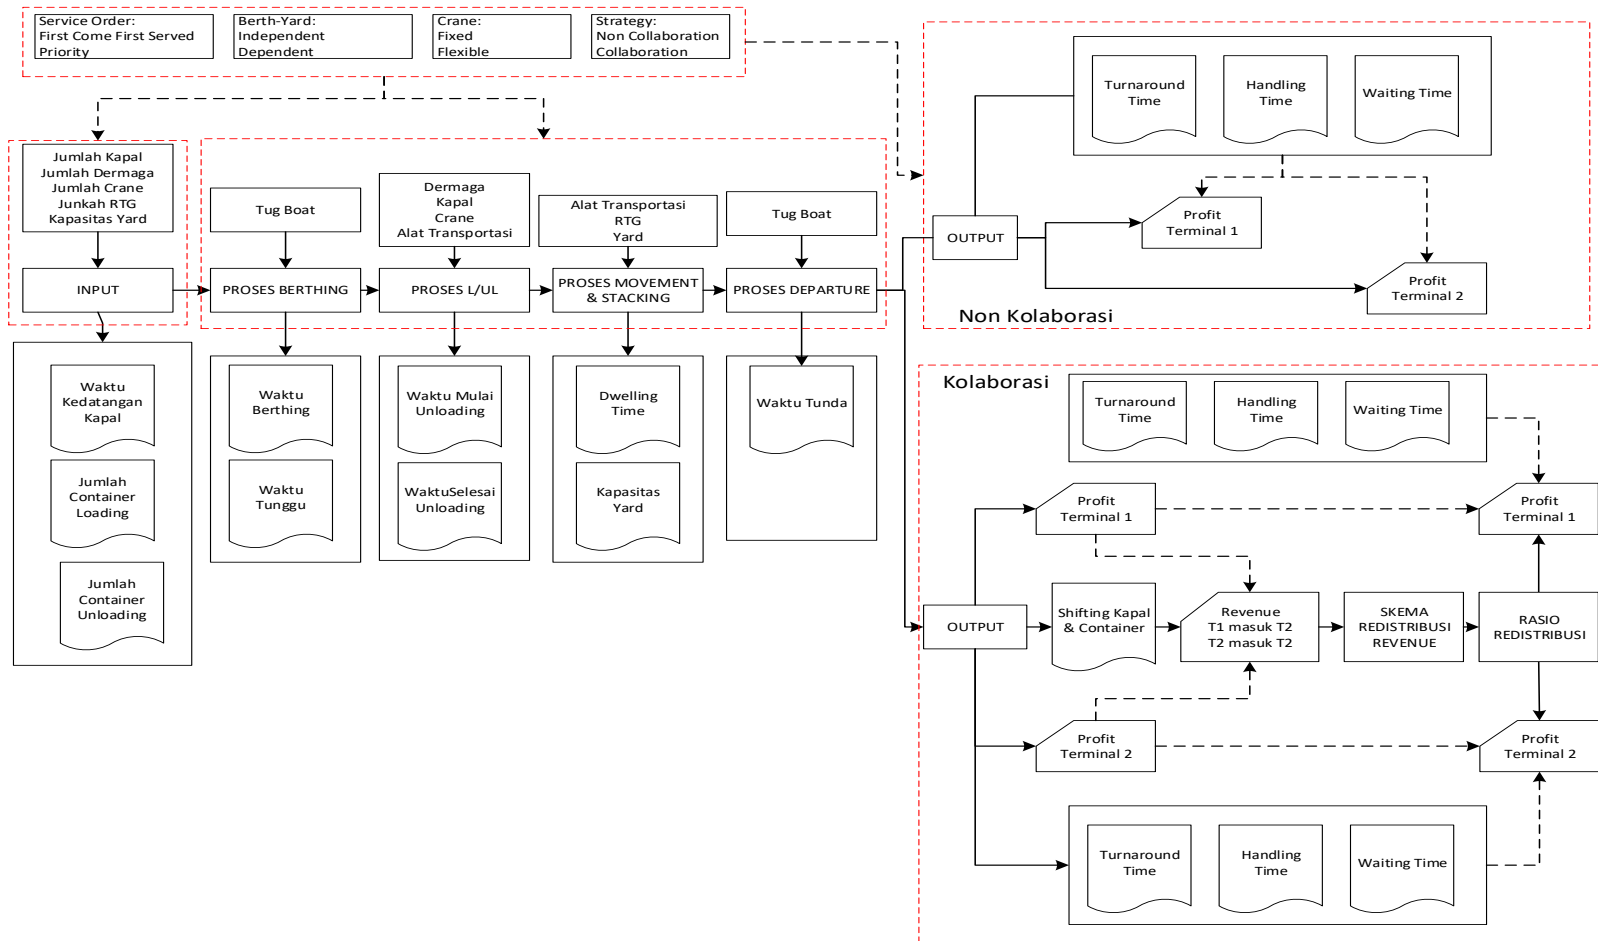 Service Order:
First Come First Served
Priority
Berth-Yard:
Independent
Dependent
Crane:
Fixed
Flexible
Strategy:
Non Collaboration
Collaboration
Jumlah Kapal
Jumlah Dermaga
Jumlah Crane
Junkah RTG
Kapasitas Yard
INPUT
Waktu
Kedatangan
Kapal
Jumlah
Container
Loading
Jumlah
Container
Unloading
Tug Boat
PROSES BERTHING
Waktu
Berthing
Waktu
Tunggu
Dermaga
Kapal
Crane
Alat Transportasi
PROSES L/UL
Waktu Mulai
Unloading
WaktuSelesai
Unloading
Alat Transportasi
RTG
Yard
PROSES MOVEMENT
& STACKING
Dwelling
Time
Kapasitas
Yard
Tug Boat
PROSES DEPARTURE
Waktu Tunda
Turnaround
Time
Handling
Time
Waiting Time
OUTPUT
Profit
Terminal 1
Profit
Terminal 2
Non Kolaborasi
Kolaborasi
Turnaround
Time
Handling
Time
Waiting Time
Profit
Terminal 1
Profit
Terminal 1
OUTPUT
Shifting Kapal
& Container
Revenue
T1 masuk T2
T2 masuk T2
SKEMA
REDISTRIBUSI
REVENUE
RASIO
REDISTRIBUSI
Profit
Terminal 2
Profit
Terminal 2
Turnaround
Time
Handling
Time
Waiting Time